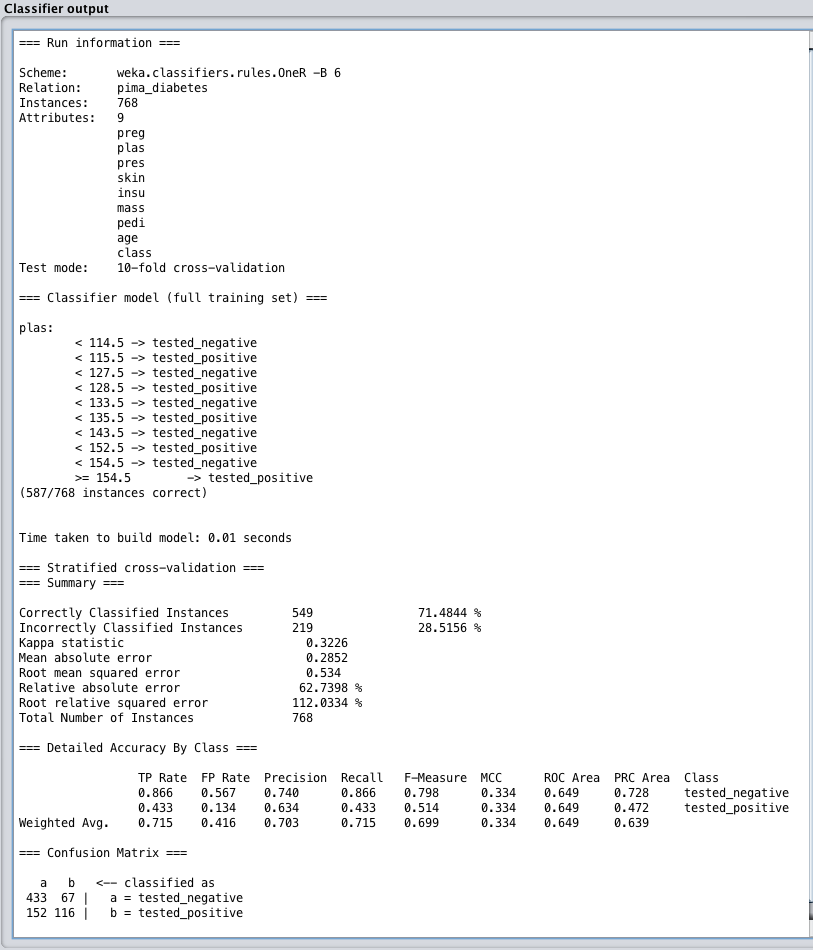 Classifier output
=== Run information ===
Scheme: weka.classifiers.rules.OneR -B 6
Relation: pima_diabetes
Instances: 768
Attributes: 9
preg
plas
pres
skin
insu
mass
pedi
age
class
Test mode: 10-fold cross-validation
=== Classifier model (full training set) ===
plas:
< 114.5 -> tested_negative
< 115.5 -> tested_positive
< 127.5 -> tested_negative
< 128.5 -> tested_positive
< 133.5 -> tested_negative
< 135.5 -> tested_positive
< 143.5 -> tested_negative
< 152.5 -> tested_positive
< 154.5 -> tested_negative
>= 154.5 -> tested_positive
(587/768 instances correct)
Time taken to build model: 0.01 seconds
=== Stratified cross-validation ===
=== Summary ===
Correctly Classified Instances 549 71.4844 %
Incorrectly Classified Instances 219 28.5156 %
Kappa statistic 0.3226
Mean absolute error 0.2852
Root mean squared error 0.534
Relative absolute error 62.7398 %
Root relative squared error 112.0334 %
Total Number of Instances 768
=== Detailed Accuracy By Class ===
TP Rate FP Rate Precision Recall F-Measure MCC ROC Area PRC Area Class
0.866 0.567 0.740 0.866 0.798 0.334 0.649 0.728 tested_negative
0.433 0.134 0.634 0.433 0.514 0.334 0.649 0.472 tested_positive
Weighted Avg. 0.715 0.416 0.703 0.715 0.699 0.334 0.649 0.639
=== Confusion Matrix ===
a b <-- classified as
433 67 | a = tested_negative
152 116 | b = tested_positive